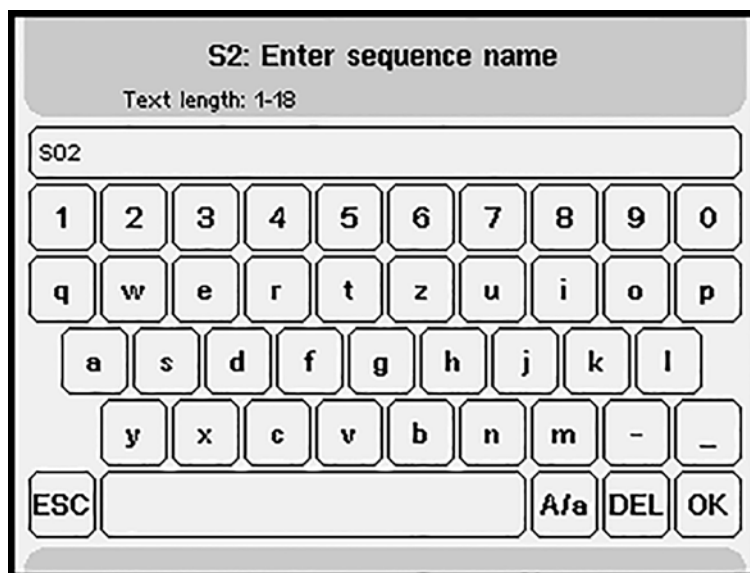 S2: Enter sequence name
Text length: 1-18
S02
1 2 3 4 5 6 7 8 9 0
q w e r t z u i o p
a s d f g h j k l
y x c v b n m - _
ESC A/a DEL OK